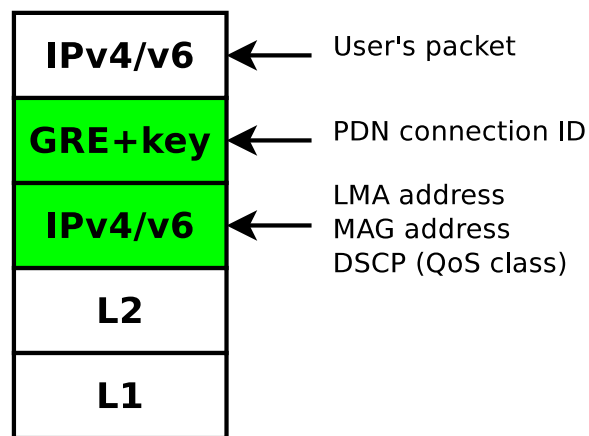 IPv4/v6
User's packet
GRE+key
PDN connection ID
IPv4/v6
LMA address
MAG address
DSCP (QoS class)
L2
L1